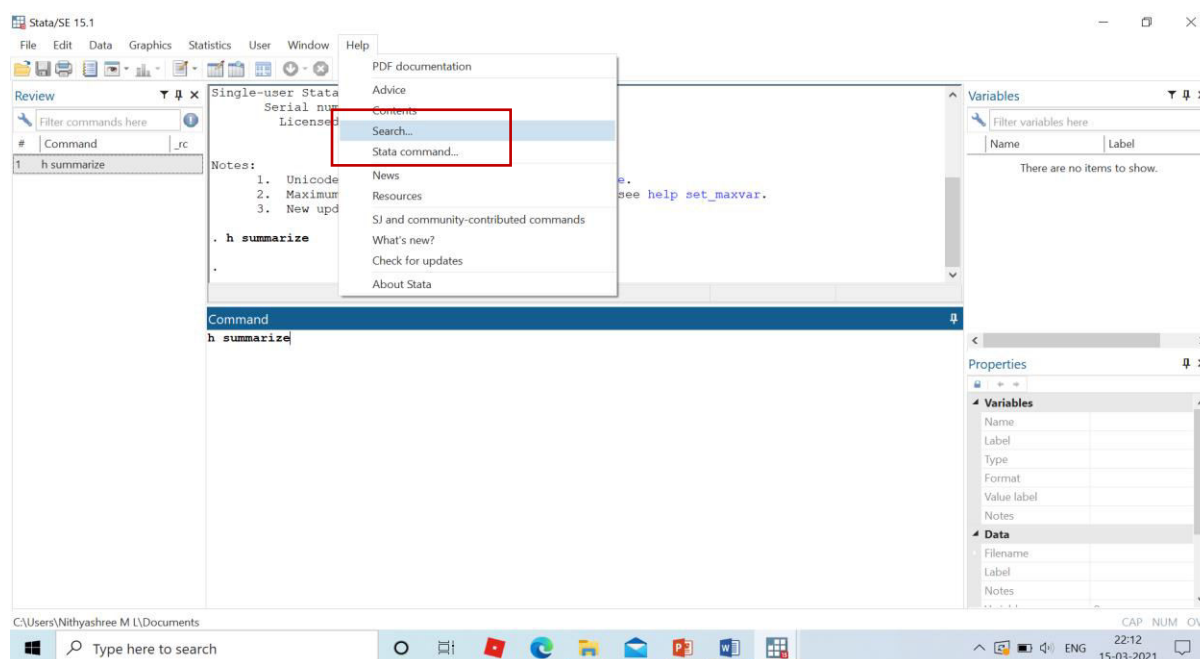 Stata/SE 15.1
File Edit Data Graphics Statistics User Window Help
Review
Filter commands here
# Command _rc
1 h summarize
Single-user Stata
Serial num
Licensed
Notes:
1. Unicode e.
2. Maximum see help set_maxvar.
3. New upd
. h summarize
.
PDF documentation
Advice
Contents
Search...
Stata command...
News
Resources
SJ and community-contributed commands
What's new?
Check for updates
About Stata
Command
h summarize
Variables
Filter variables here
Name Label
There are no items to show.
Properties
Variables
Name
Label
Type
Format
Value label
Notes
Data
Filename
Label
Notes
C:\Users\Nithyashree M L\Documents
CAP NUM OV
Type here to search
ENG
22:12
15-03-2021